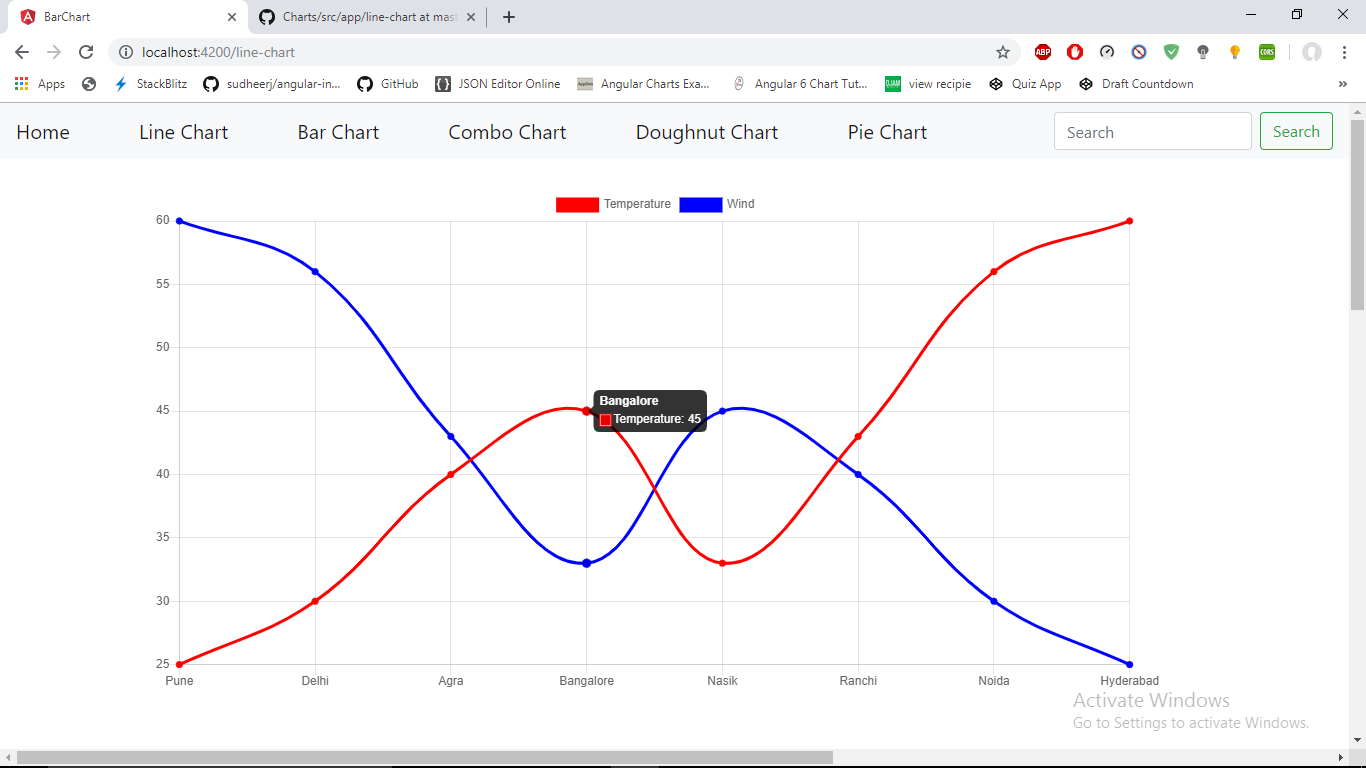 BarChart
Charts/src/app/line-chart at mast
localhost:4200/line-chart
ABP
CORS
Apps
StackBlitz
sudheerj/angular-in...
GitHub
JSON Editor Online
Angular Charts Exa...
Angular 6 Chart Tut...
view recipie
Quiz App
Draft Countdown
»
Home
Line Chart
Bar Chart
Combo Chart
Doughnut Chart
Pie Chart
Search
Search
Temperature
Wind
60
55
50
45
40
35
30
25
Bangalore
Temperature: 45
Pune
Delhi
Agra
Bangalore
Nasik
Ranchi
Noida
Hyderabad
Activate Windows
Go to Settings to activate Windows.